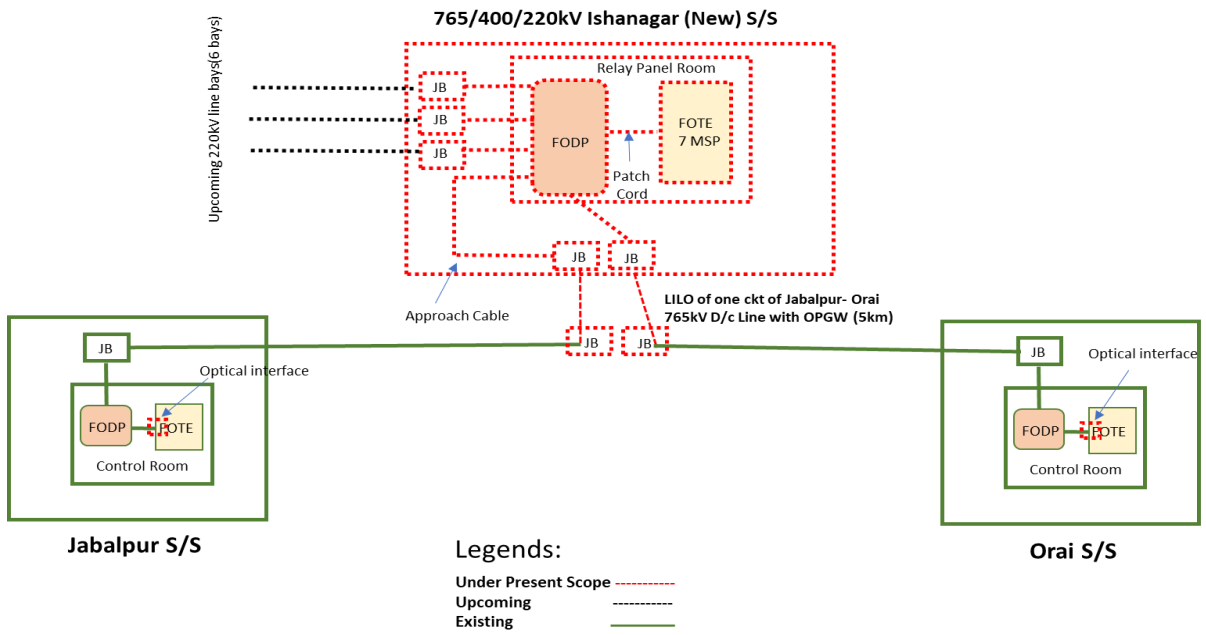 765/400/220kV Ishanagar (New) S/S
Upcoming 220kV line bays(6 bays)
Relay Panel Room
JB
JB
JB
FODP
FOTE
7 MSP
Patch
Cord
JB
JB
Approach Cable
LILO of one ckt of Jabalpur- Orai
765kV D/c Line with OPGW (5km)
JB
JB
JB
Optical interface
FODP
FOTE
Control Room
Jabalpur S/S
JB
Optical interface
FODP
FOTE
Control Room
Orai S/S
Legends:
Under Present Scope
Upcoming
Existing